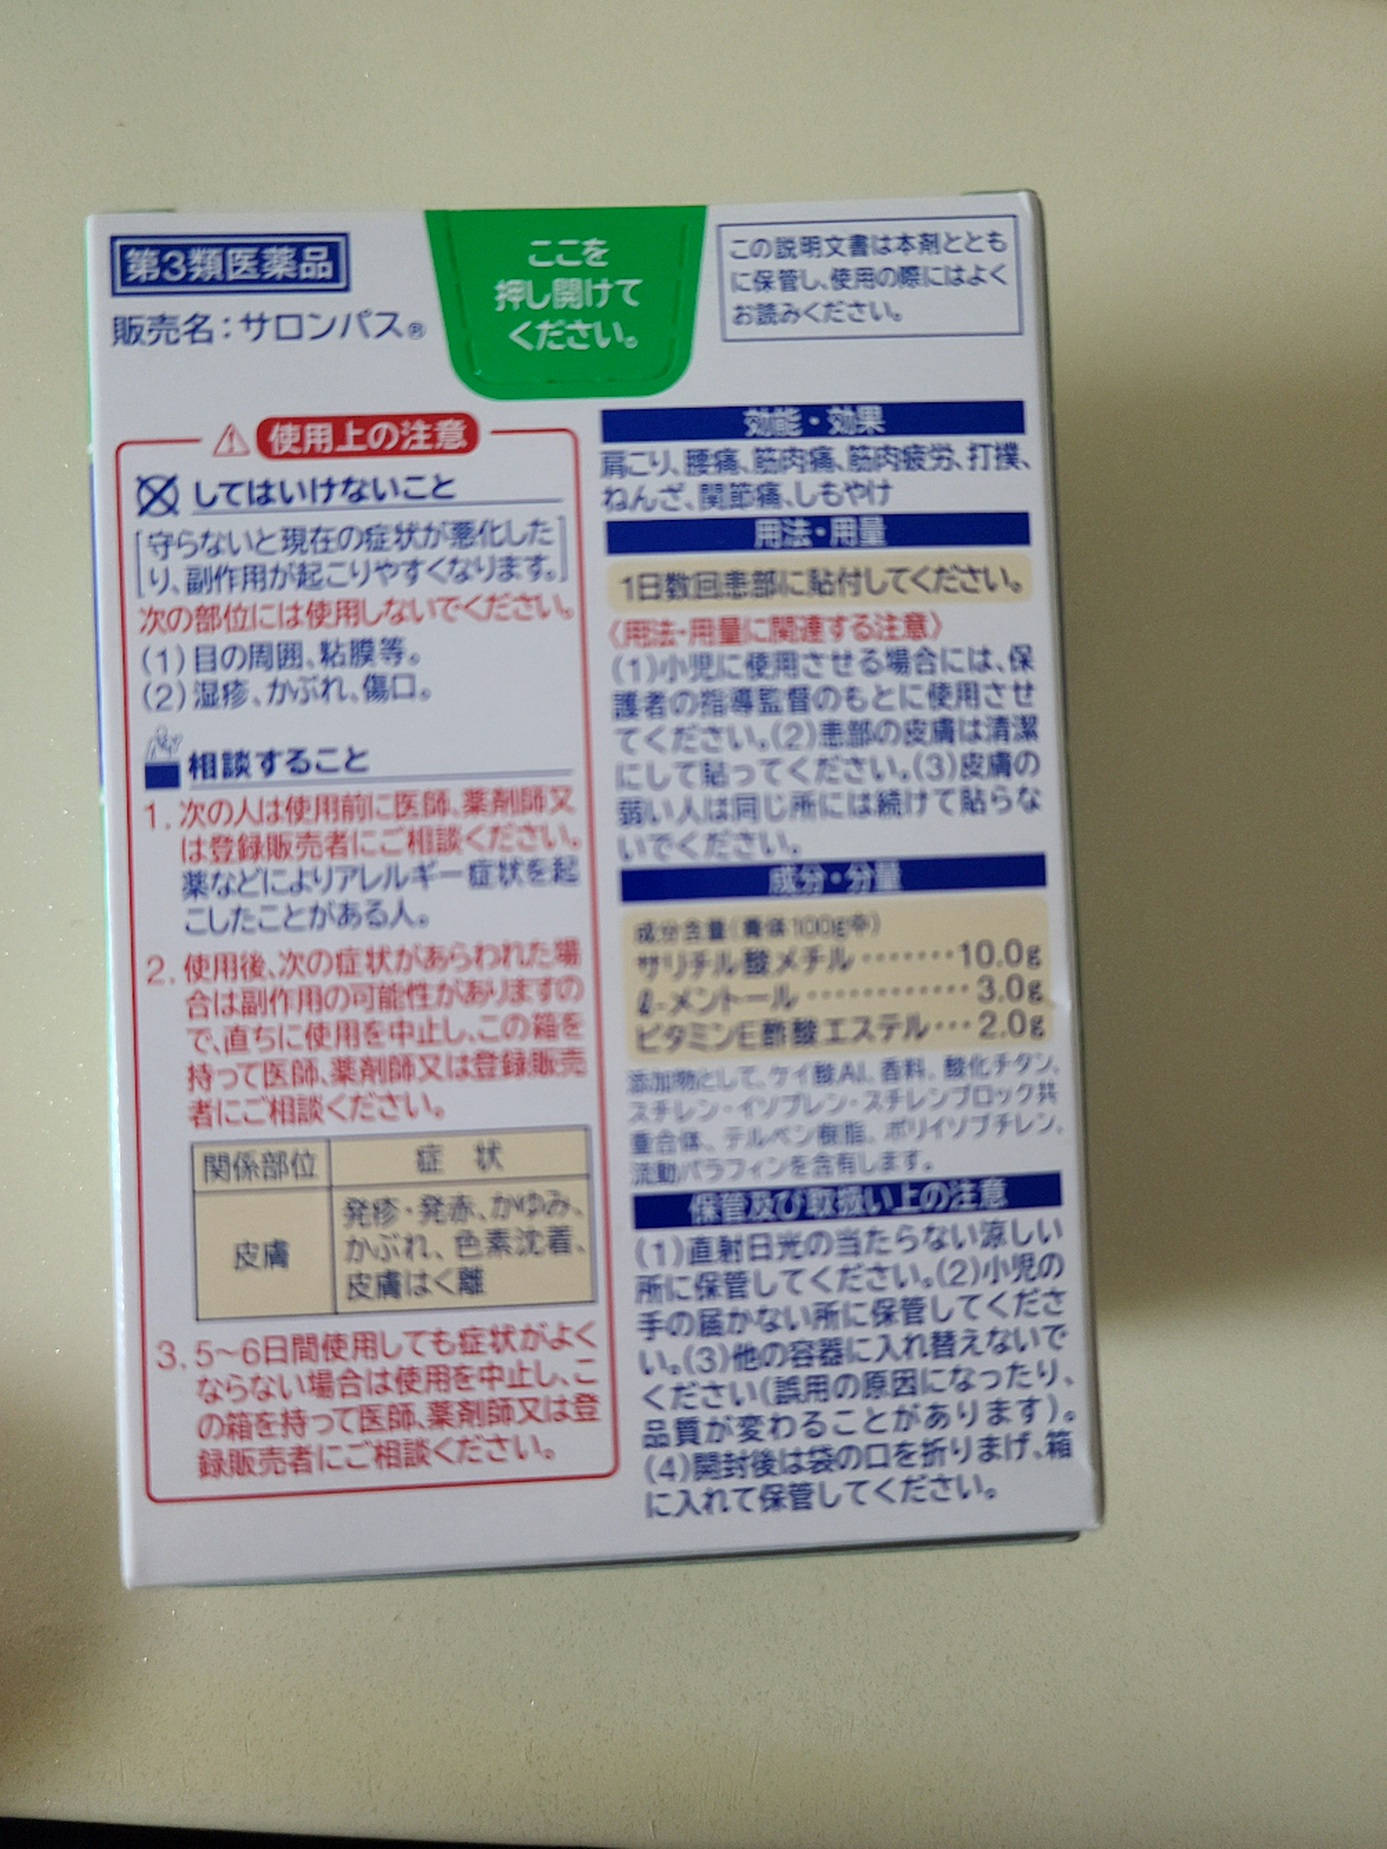 第3類医薬品
販売名：サロンパス®
ここを
押し開けて
ください。
この説明文書は本剤ととも
に保管し、使用の際にはよく
お読みください。
使用上の注意
してはいけないこと
守らないと現在の症状が悪化した
り、副作用が起こりやすくなります。
次の部位には使用しないでください。
(1)目の周囲、粘膜等。
(2)湿疹、かぶれ、傷口。
相談すること
1.次の人は使用前に医師、薬剤師又
は登録販売者にご相談ください。
薬などによりアレルギー症状を起
こしたことがある人。
2.使用後、次の症状があらわれた場
合は副作用の可能性がありますの
で、直ちに使用を中止し、この箱を
持って医師、薬剤師又は登録販売
者にご相談ください。
関係部位 症 状
皮膚
発疹・発赤、かゆみ、
かぶれ、色素沈着、
皮膚はく離
3.5〜6日間使用しても症状がよく
ならない場合は使用を中止し、こ
の箱を持って医師、薬剤師又は登
録販売者にご相談ください。
効能・効果
肩こり、腰痛、筋肉痛、筋肉疲労、打撲、
ねんざ、関節痛、しもやけ
用法・用量
1日数回患部に貼付してください。
〈用法・用量に関連する注意〉
(1)小児に使用させる場合には、保
護者の指導監督のもとに使用させ
てください。(2)患部の皮膚は清潔
にして貼ってください。(3)皮膚の
弱い人は同じ所には続けて貼らな
いでください。
成分・分量
成分含量(膏体100g中)
サリチル酸メチル········10.0g
ℓ-メントール············3.0g
ビタミンE酢酸エステル···2.0g
添加物として、ケイ酸Al、香料、酸化チタン、
スチレン・イソプレン・スチレンブロック共
重合体、テルペン樹脂、ポリイソブチレン、
流動パラフィンを含有します。
保管及び取扱い上の注意
(1)直射日光の当たらない涼しい
所に保管してください。(2)小児の
手の届かない所に保管してくださ
い。(3)他の容器に入れ替えないで
ください(誤用の原因になったり、
品質が変わることがあります)。
(4)開封後は袋の口を折りまげ、箱
に入れて保管してください。